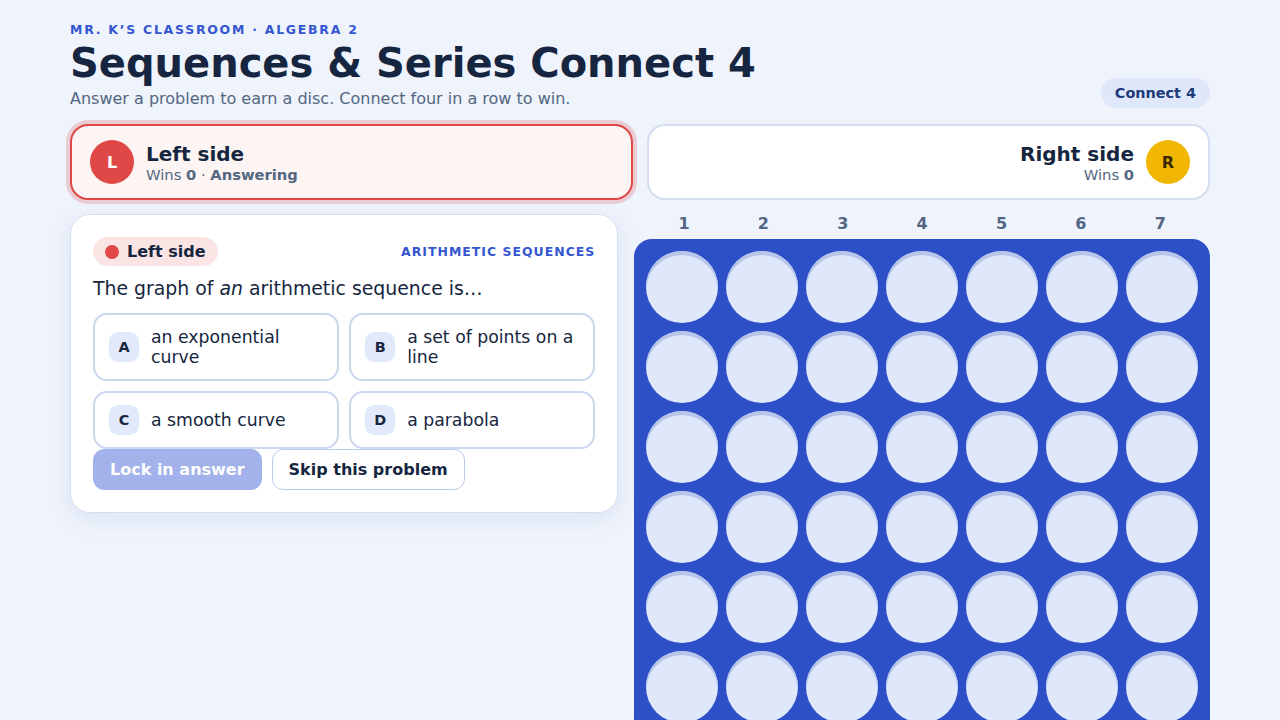 MR. K’S CLASSROOM · ALGEBRA 2
Sequences & Series Connect 4
Answer a problem to earn a disc. Connect four in a row to win.
Connect 4
L
Left side
Wins 0 · Answering
Right side
Wins 0
R
Left side
ARITHMETIC SEQUENCES
The graph of an arithmetic sequence is…
A
an exponential
curve
B
a set of points on a
line
C
a smooth curve
D
a parabola
Lock in answer
Skip this problem
1 2 3 4 5 6 7